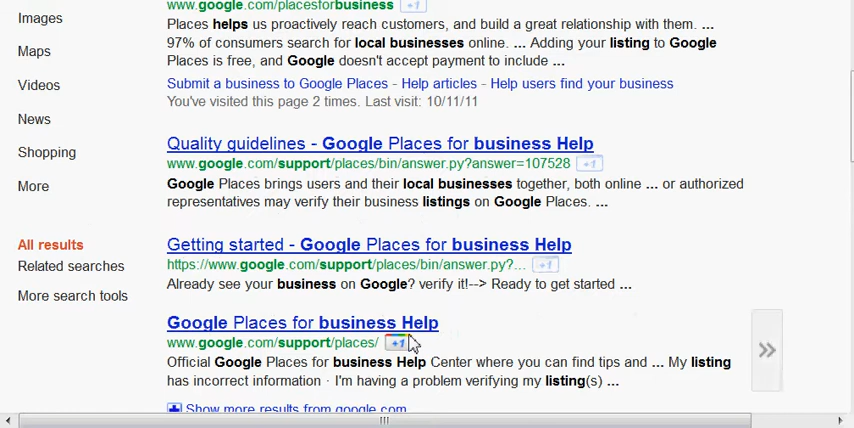 Images
Maps
Videos
News
Shopping
More
All results
Related searches
More search tools
www.google.com/placesforbusiness +1
Places helps us proactively reach customers, and build a great relationship with them. ...
97% of consumers search for local businesses online. ... Adding your listing to Google
Places is free, and Google doesn't accept payment to include ...
Submit a business to Google Places - Help articles - Help users find your business
You've visited this page 2 times. Last visit: 10/11/11
Quality guidelines - Google Places for business Help
www.google.com/support/places/bin/answer.py?answer=107528 +1
Google Places brings users and their local businesses together, both online ... or authorized
representatives may verify their business listings on Google Places. ...
Getting started - Google Places for business Help
https://www.google.com/support/places/bin/answer.py?... +1
Already see your business on Google? verify it!--> Ready to get started ...
Google Places for business Help
www.google.com/support/places/ +1
Official Google Places for business Help Center where you can find tips and ... My listing
has incorrect information · I'm having a problem verifying my listing(s) ...
Show more results from google.com